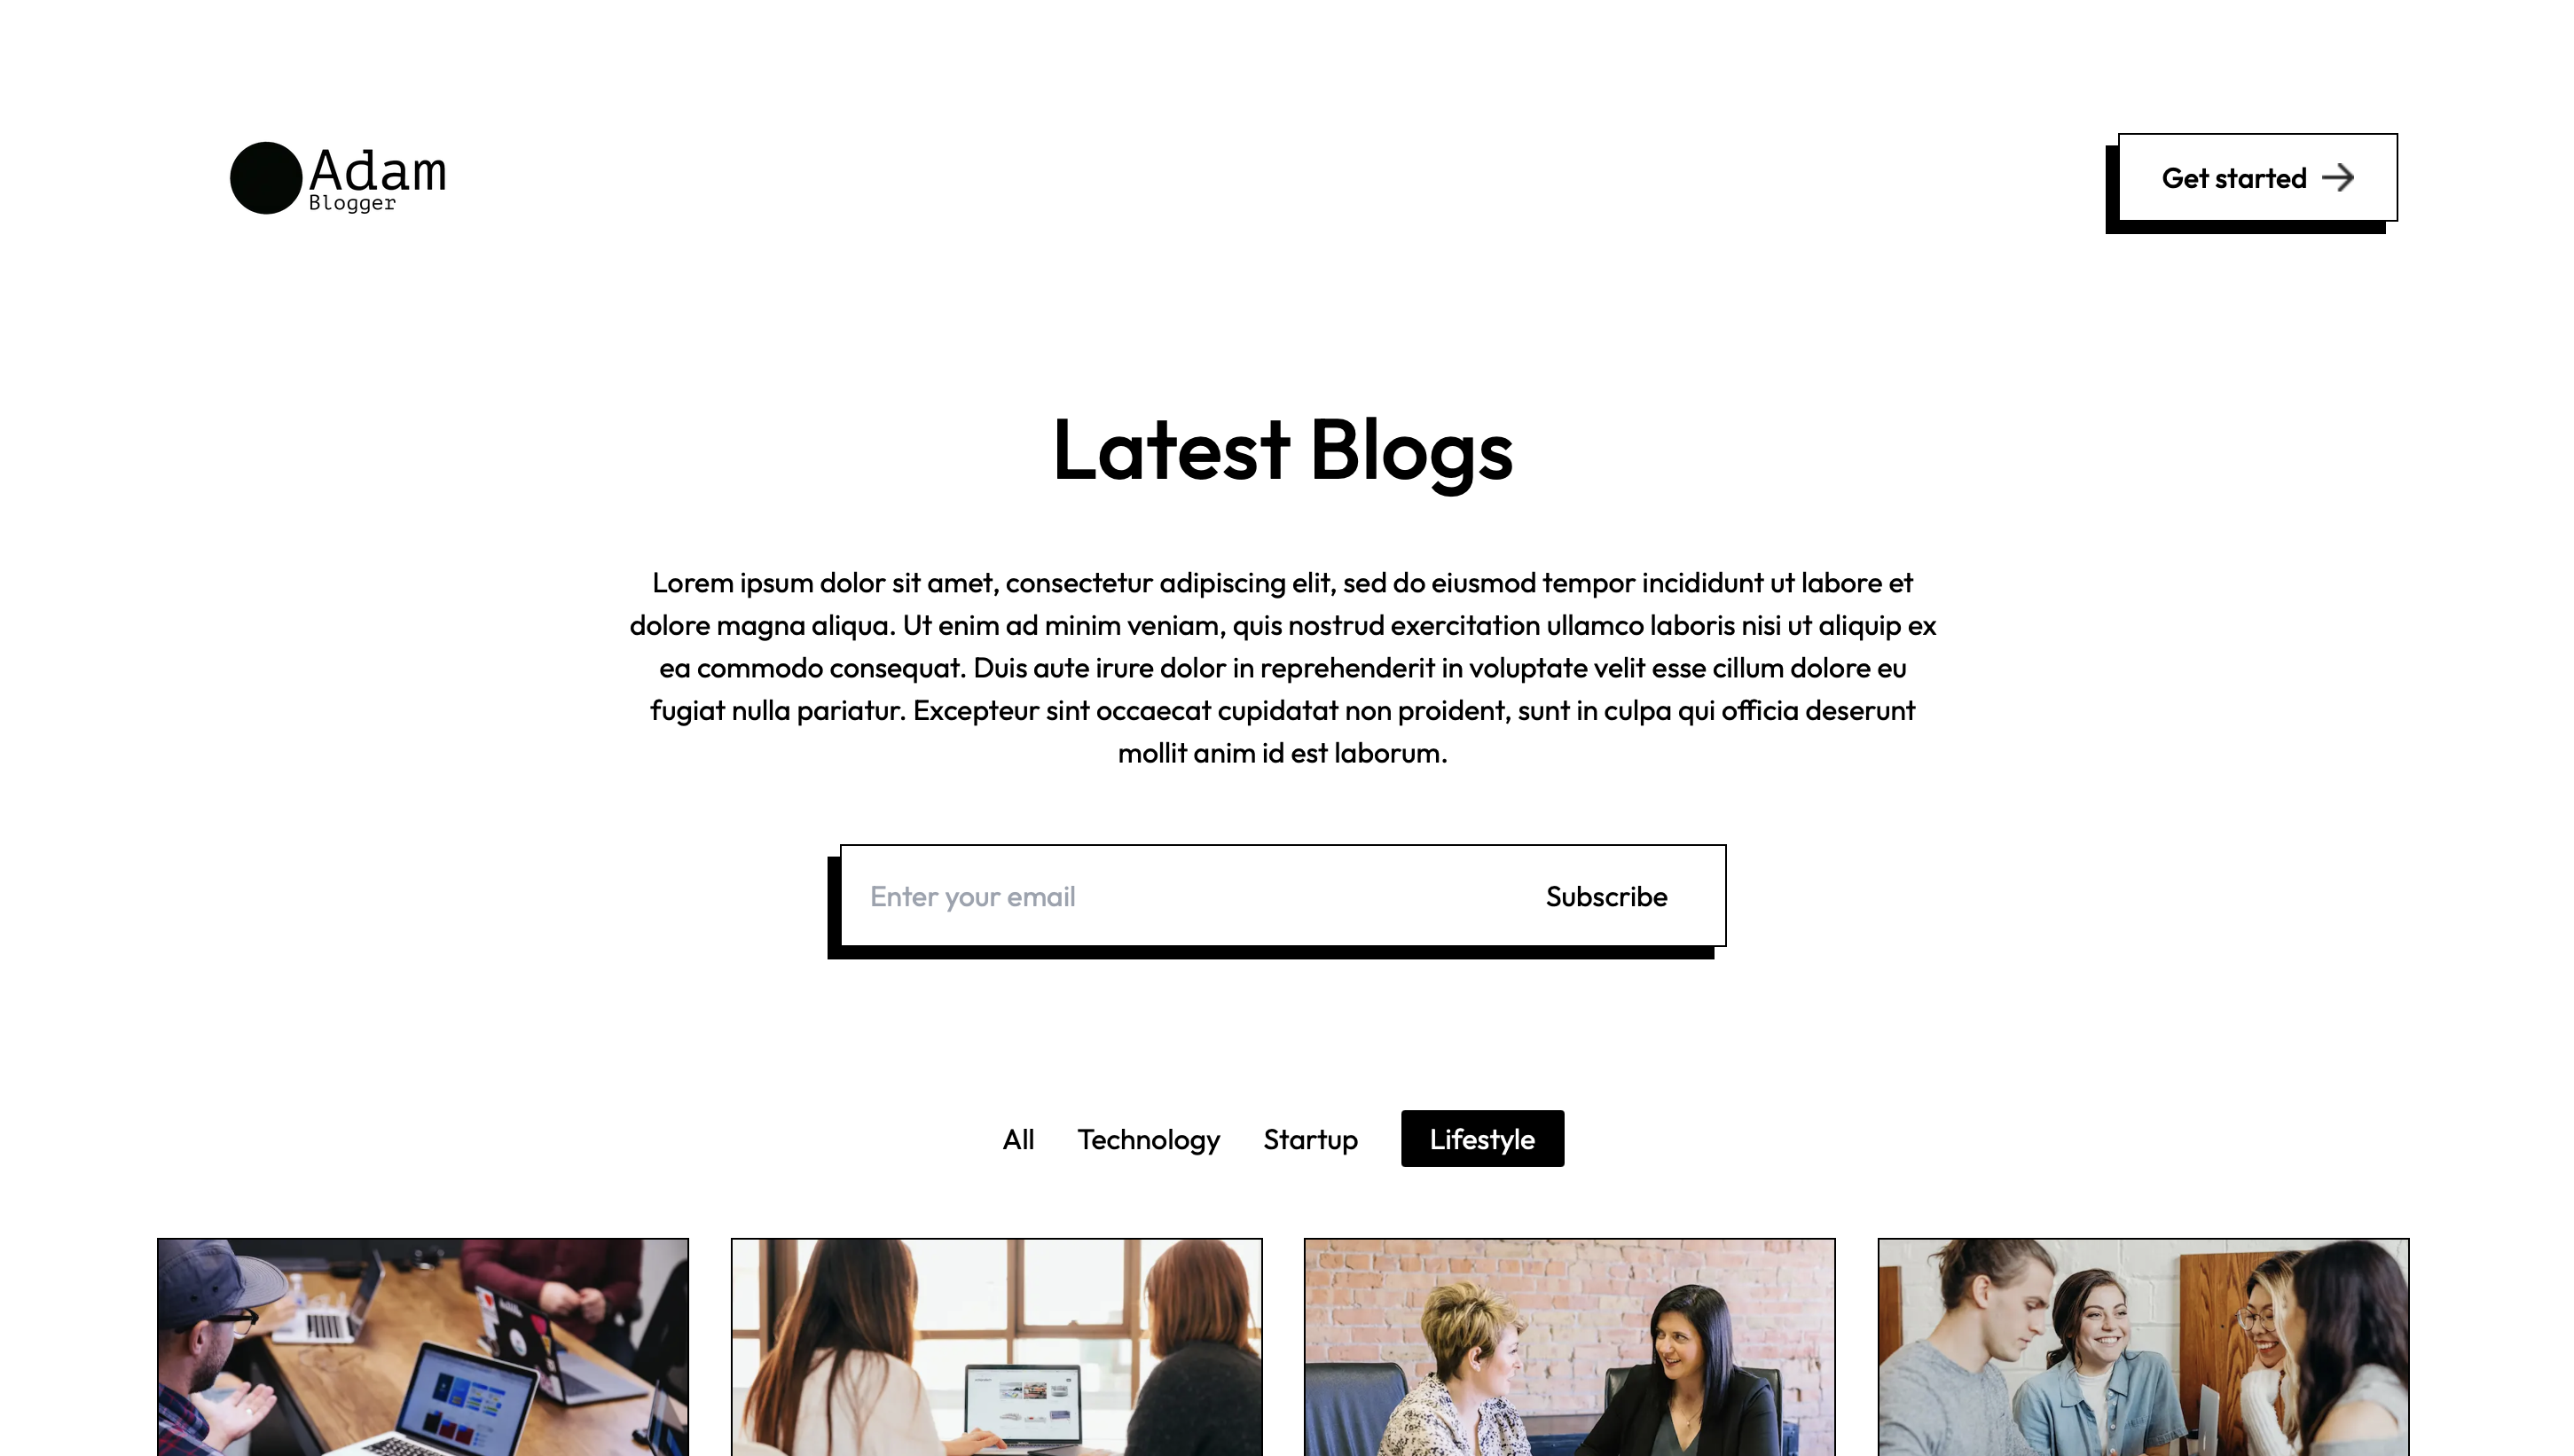 Adam
Blogger
Get started
Latest Blogs
Lorem ipsum dolor sit amet, consectetur adipiscing elit, sed do eiusmod tempor incididunt ut labore et
dolore magna aliqua. Ut enim ad minim veniam, quis nostrud exercitation ullamco laboris nisi ut aliquip ex
ea commodo consequat. Duis aute irure dolor in reprehenderit in voluptate velit esse cillum dolore eu
fugiat nulla pariatur. Excepteur sint occaecat cupidatat non proident, sunt in culpa qui officia deserunt
mollit anim id est laborum.
Enter your email
Subscribe
All
Technology
Startup
Lifestyle